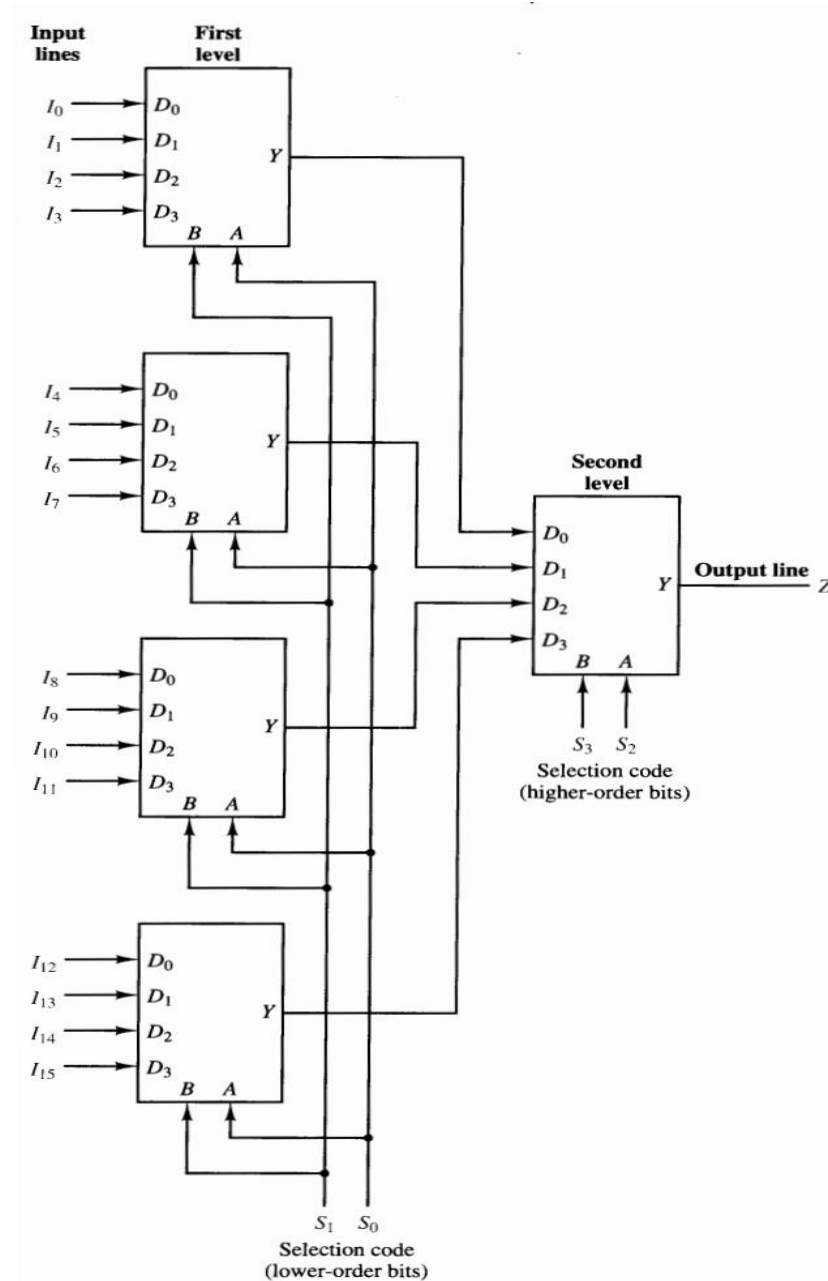 Input lines
First level
I0 D0
I1 D1
I2 D2
I3 D3
Y
B A
I4 D0
I5 D1
I6 D2
I7 D3
Y
B A
Second level
D0
D1
D2
D3
Y
B A
Output line Z
S3 S2
Selection code
(higher-order bits)
I8 D0
I9 D1
I10 D2
I11 D3
Y
B A
I12 D0
I13 D1
I14 D2
I15 D3
Y
B A
S1 S0
Selection code
(lower-order bits)